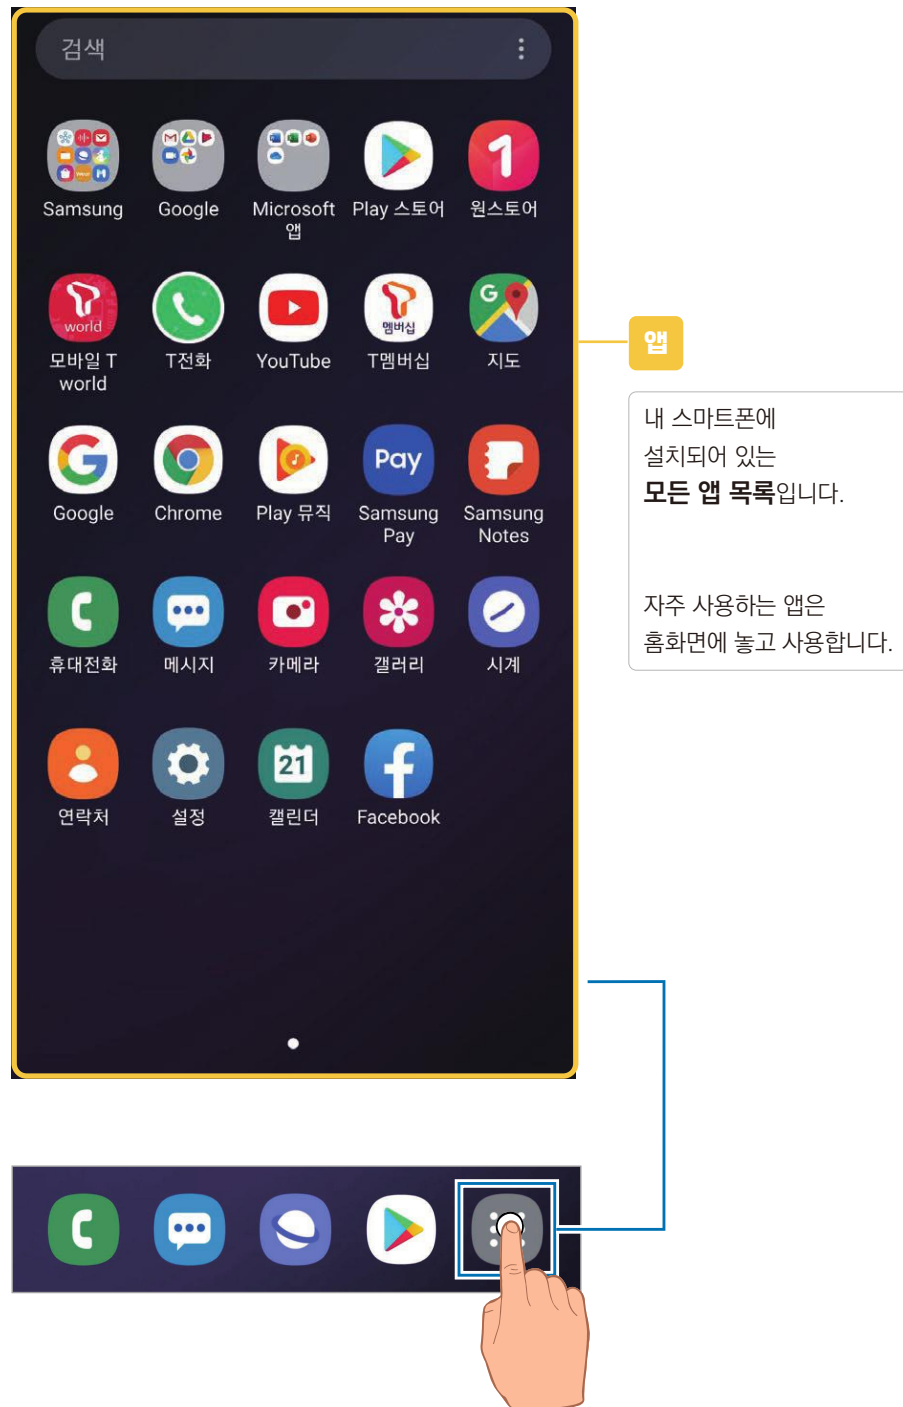 검색
Samsung Google Microsoft 앱 Play 스토어 원스토어
world
멤버십
G
모바일 T world T전화 YouTube T멤버십 지도
앱
내 스마트폰에
설치되어 있는
모든 앱 목록입니다.
자주 사용하는 앱은
홈화면에 놓고 사용합니다.
Pay
Google Chrome Play 뮤직 Samsung Pay Samsung Notes
휴대전화 메시지 카메라 갤러리 시계
21
연락처 설정 캘린더 Facebook